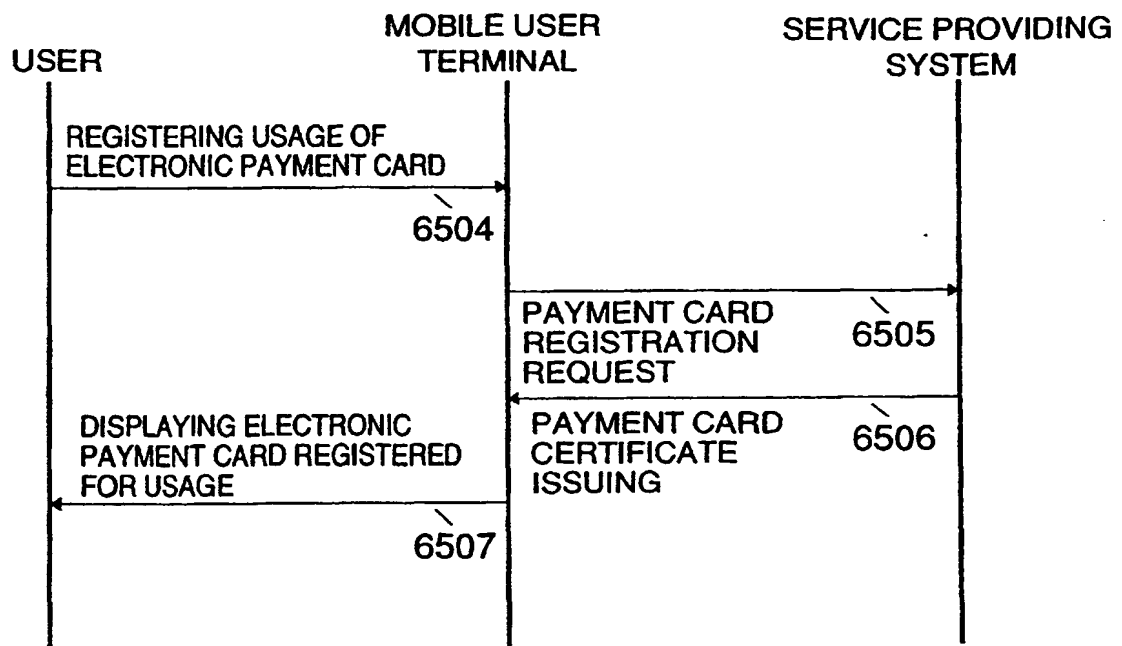 USER
MOBILE USER
TERMINAL
SERVICE PROVIDING
SYSTEM
REGISTERING USAGE OF
ELECTRONIC PAYMENT CARD
6504
PAYMENT CARD
REGISTRATION
REQUEST
6505
PAYMENT CARD
CERTIFICATE
ISSUING
6506
DISPLAYING ELECTRONIC
PAYMENT CARD REGISTERED
FOR USAGE
6507